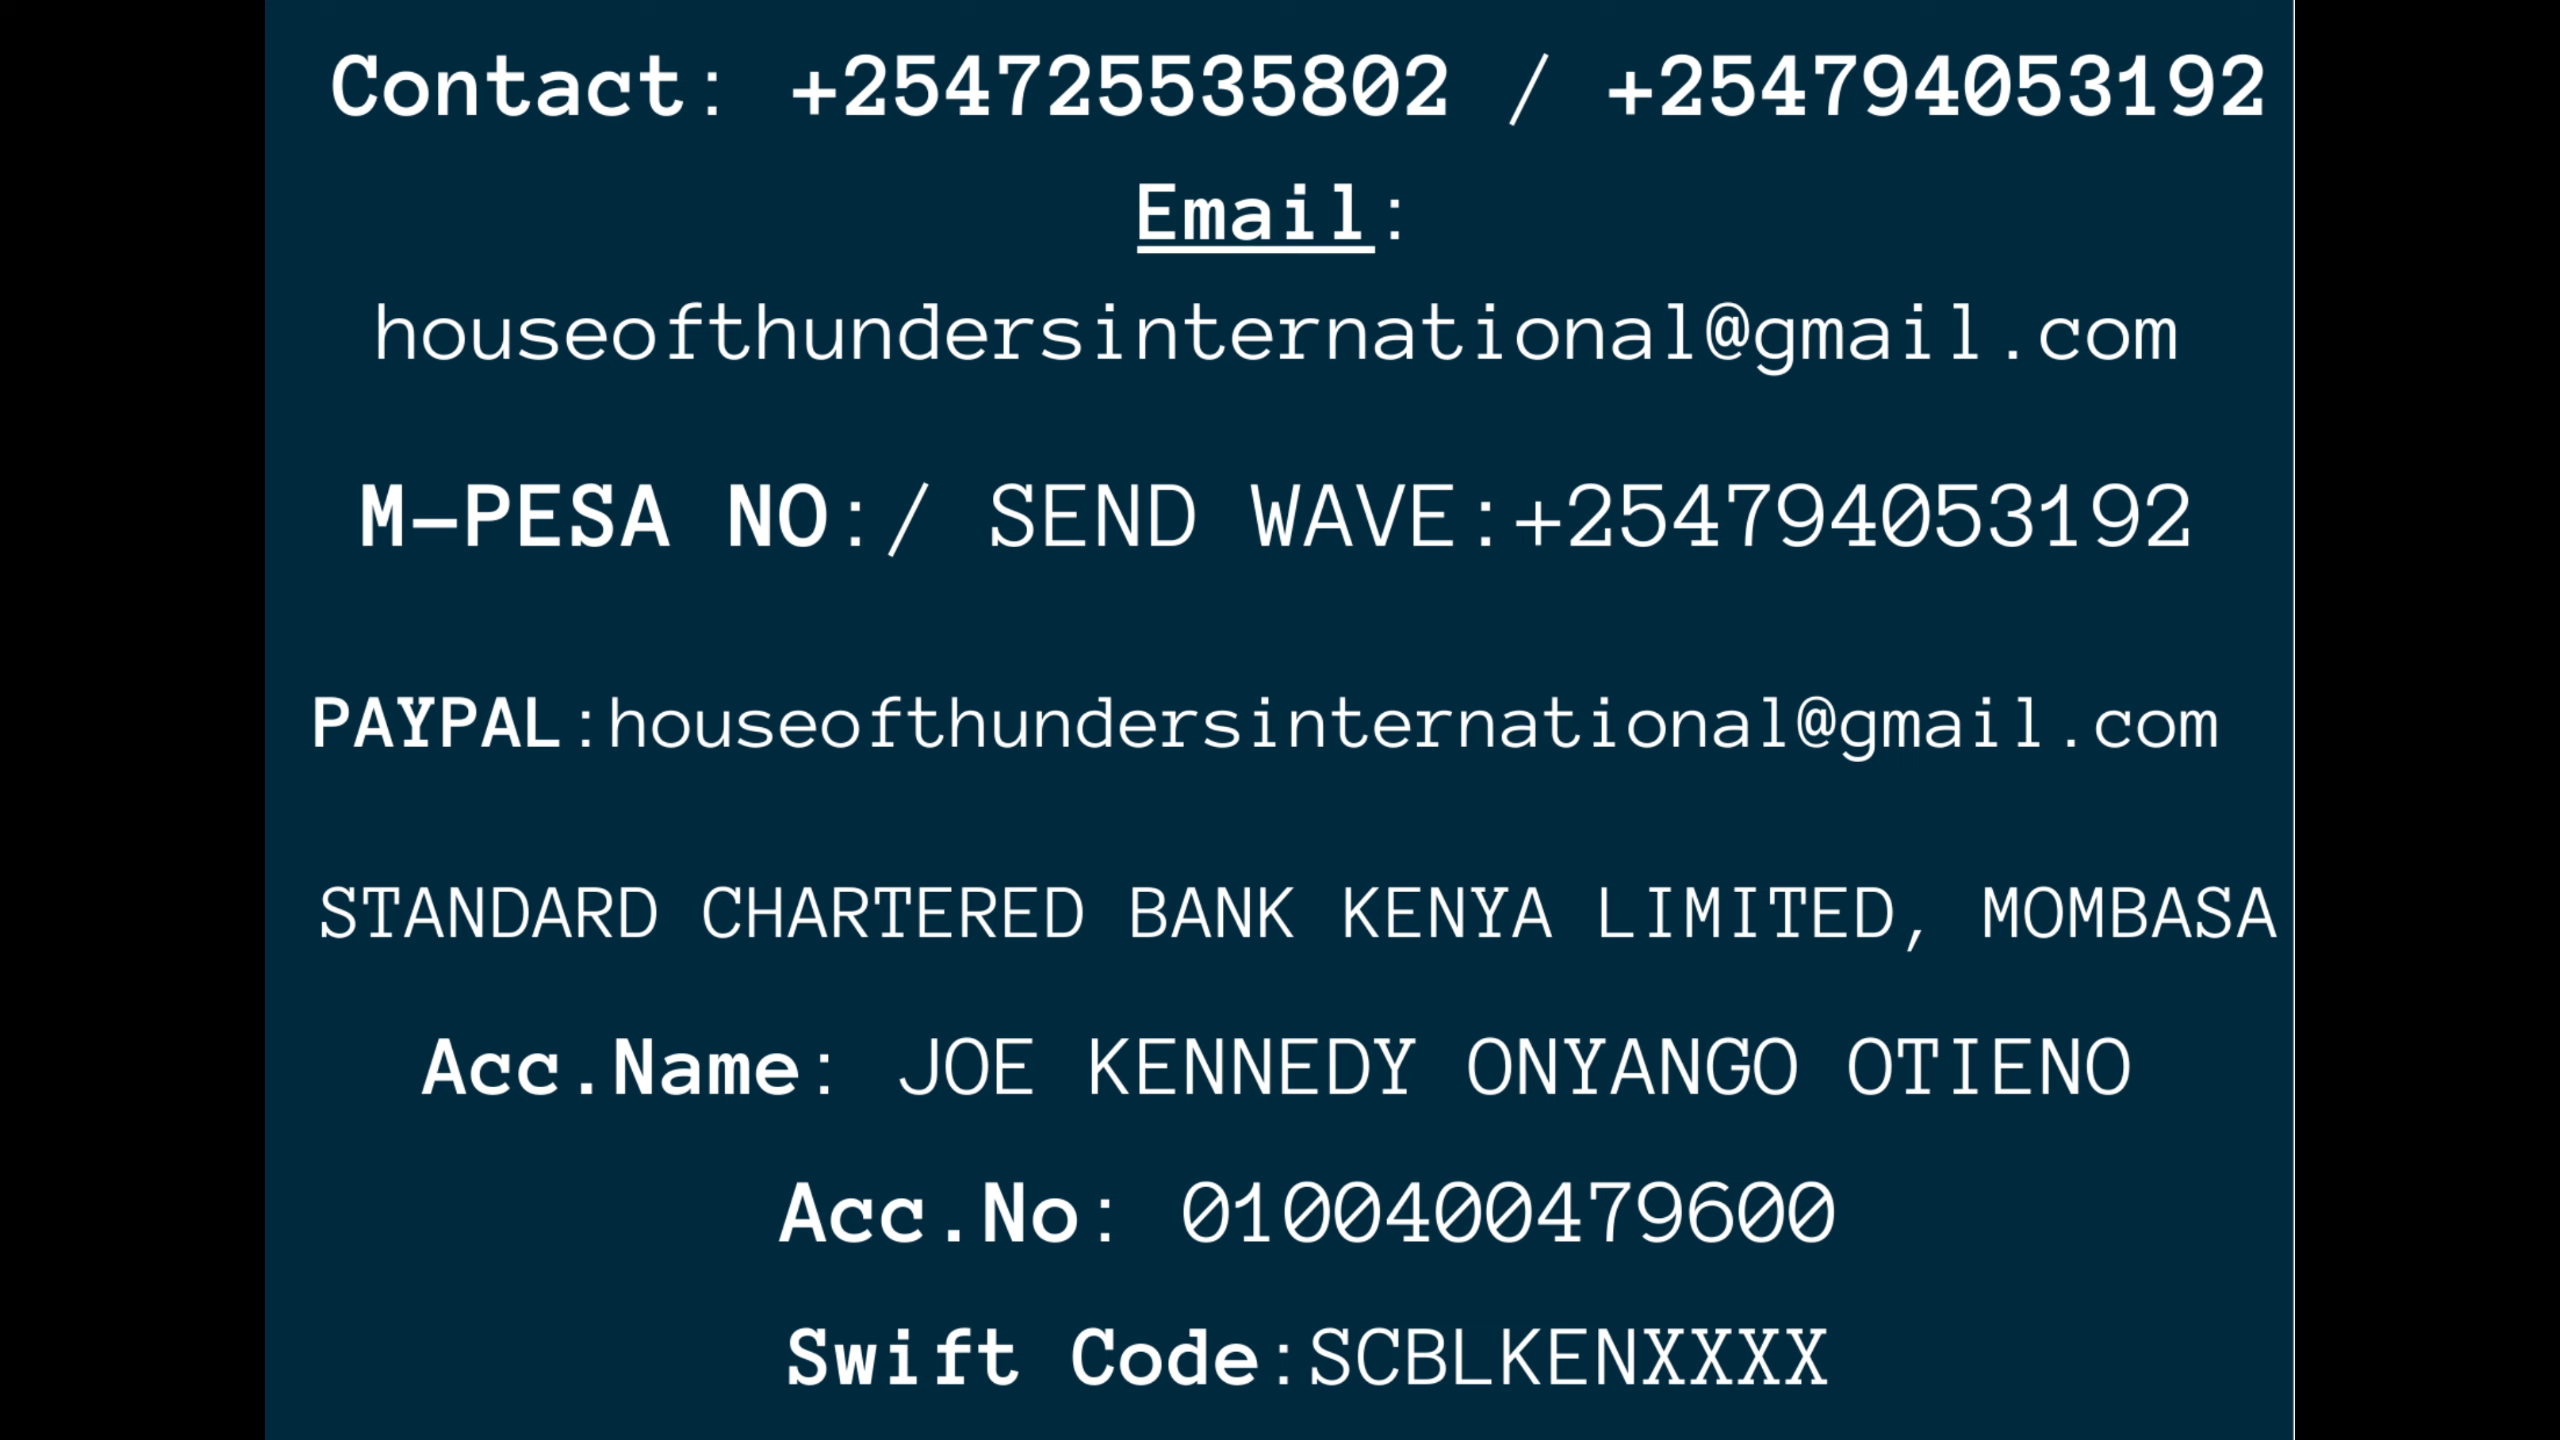 Contact: +254725535802 / +254794053192
Email:
houseofthundersinternational@gmail.com
M-PESA NO:/ SEND WAVE:+254794053192
PAYPAL:houseofthundersinternational@gmail.com
STANDARD CHARTERED BANK KENYA LIMITED, MOMBASA
Acc.Name: JOE KENNEDY ONYANGO OTIENO
Acc.No: 0100400479600
Swift Code:SCBLKENXXXX